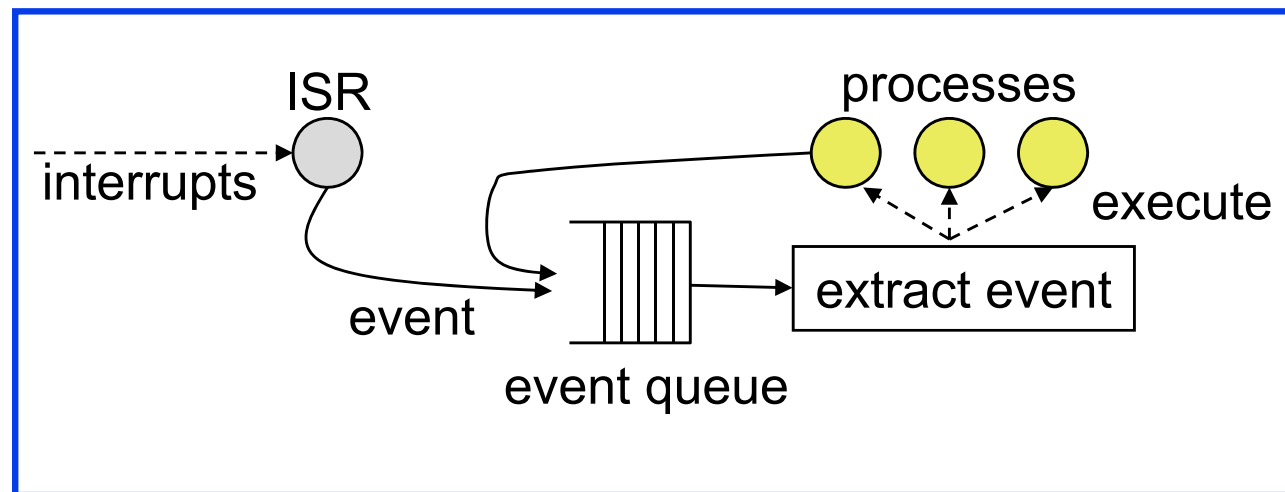 ISR
processes
interrupts
execute
extract event
event
event queue